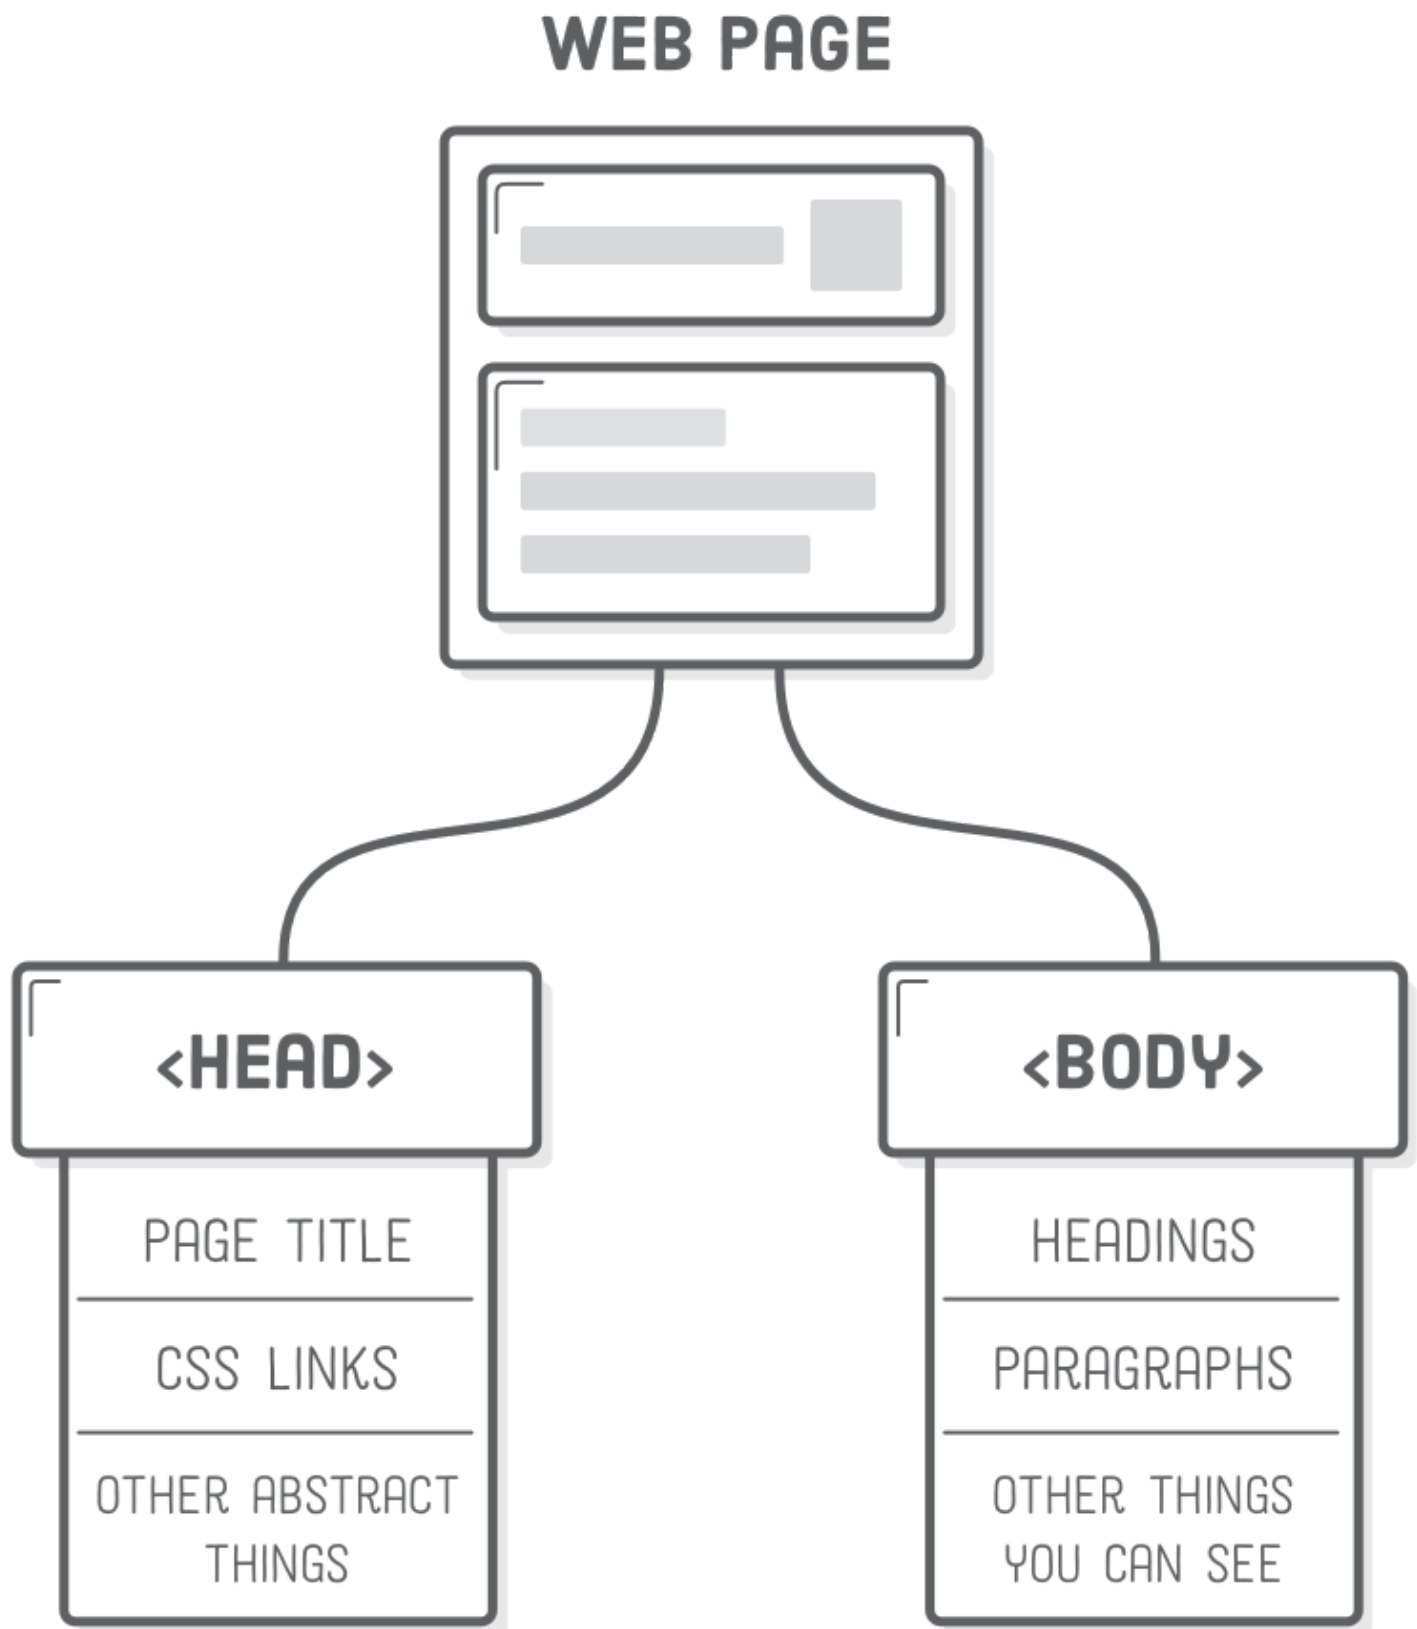 WEB PAGE
<HEAD>
PAGE TITLE
CSS LINKS
OTHER ABSTRACT
THINGS
<BODY>
HEADINGS
PARAGRAPHS
OTHER THINGS
YOU CAN SEE